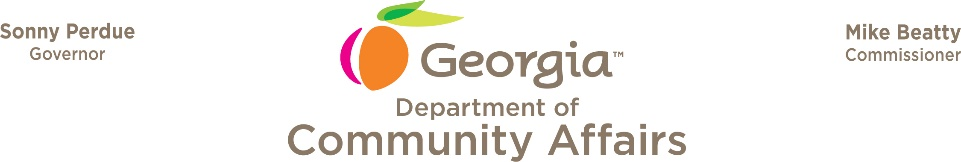 Sonny Perdue
Governor
Georgia™
Department of
Community Affairs
Mike Beatty
Commissioner